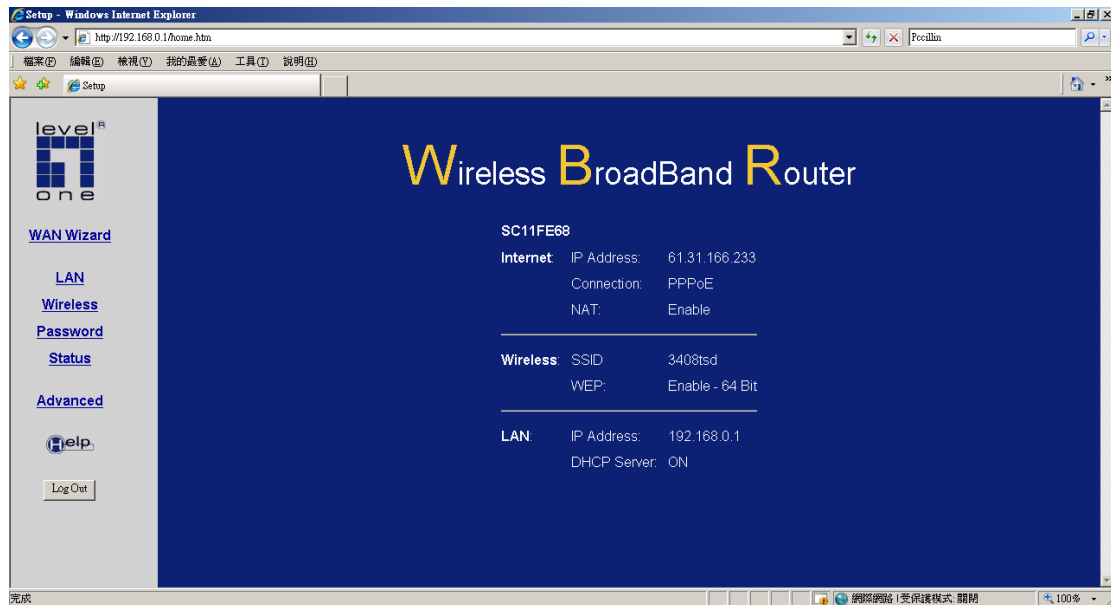 Setup - Windows Internet Explorer
http://192.168.0.1/home.htm
Pccillin
檔案(F) 編輯(E) 檢視(V) 我的最愛(A) 工具(T) 說明(H)
Setup
level®
one
WAN Wizard
LAN
Wireless
Password
Status
Advanced
Help
Log Out
Wireless BroadBand Router
SC11FE68
Internet: IP Address: 61.31.166.233
Connection: PPPoE
NAT: Enable
Wireless: SSID 3408tsd
WEP: Enable - 64 Bit
LAN: IP Address: 192.168.0.1
DHCP Server: ON
完成
網際網路 | 受保護模式: 關閉
100%